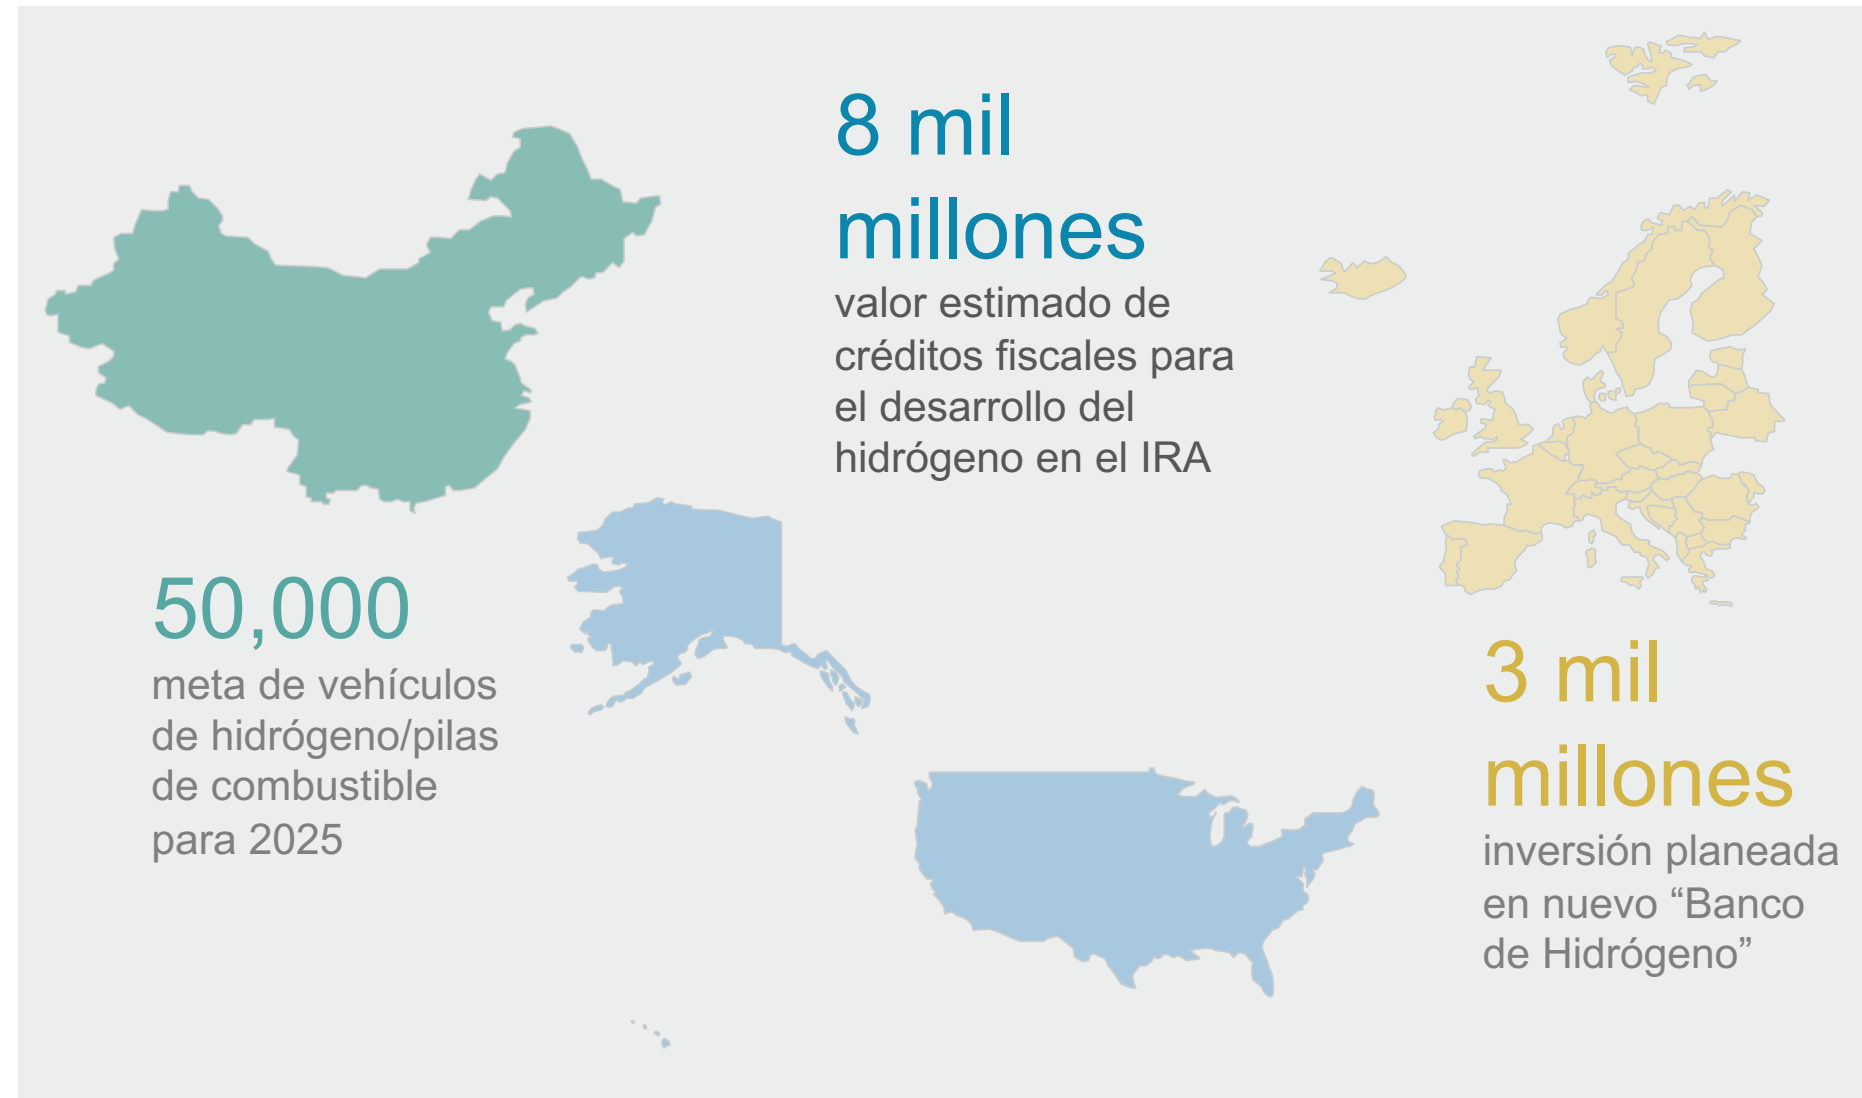 8 mil
millones
valor estimado de
créditos fiscales para
el desarrollo del
hidrógeno en el IRA
50,000
meta de vehículos
de hidrógeno/pilas
de combustible
para 2025
3 mil
millones
inversión planeada
en nuevo “Banco
de Hidrógeno”